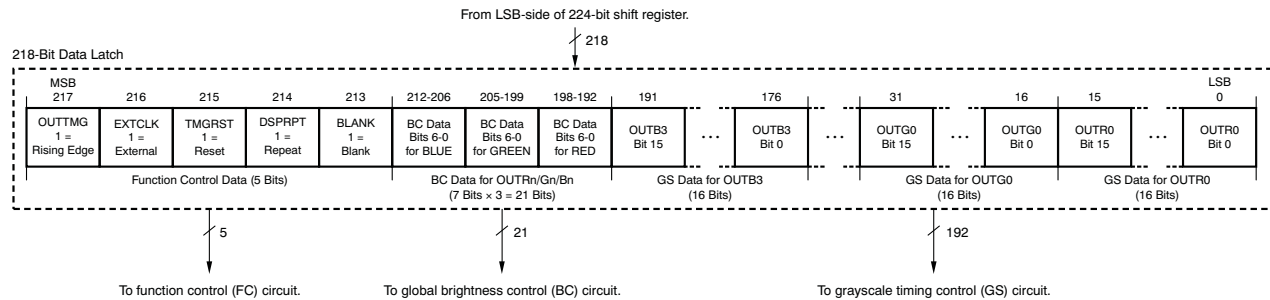 From LSB-side of 224-bit shift register.
218
218-Bit Data Latch
MSB
LSB
217 216 215 214 213 212-206 205-199 198-192 191 176 31 16 15 0
OUTTMG EXTCLK TMGRST DSPRPT BLANK BC Data BC Data BC Data OUTB3 OUTB3 OUTG0 OUTG0 OUTR0 OUTR0
1 = 1 = 1 = 1 = 1 = Bits 6-0 Bits 6-0 Bits 6-0 Bit 15 ... Bit 0 Bit 15 ... Bit 0 Bit 15 ... Bit 0
Rising Edge External Reset Repeat Blank for BLUE for GREEN for RED
Function Control Data (5 Bits) BC Data for OUTRn/Gn/Bn GS Data for OUTB3 GS Data for OUTG0 GS Data for OUTR0
(7 Bits × 3 = 21 Bits) (16 Bits) (16 Bits) (16 Bits)
5 21 192
To function control (FC) circuit. To global brightness control (BC) circuit. To grayscale timing control (GS) circuit.